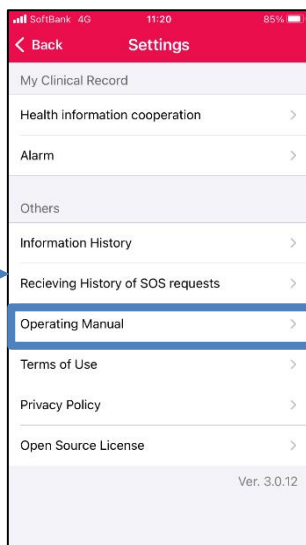 SoftBank 4G 11:20 85%
Back Settings
My Clinical Record
Health information cooperation
Alarm
Others
Information History
Recieving History of SOS requests
Operating Manual
Terms of Use
Privacy Policy
Open Source License
Ver. 3.0.12